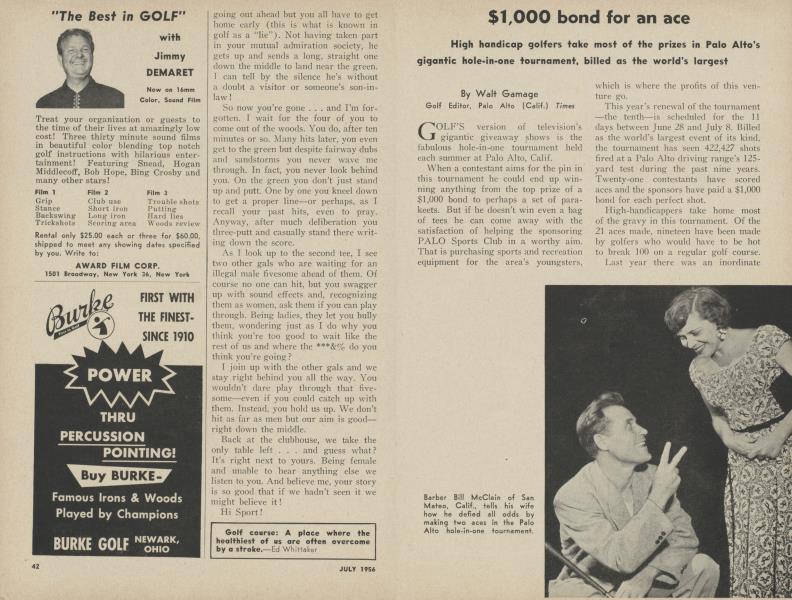 "The Best in GOLF"
with
Jimmy
DEMARET
Now on 16mm
Color, Sound Film
Treat your organization or guests to
the time of their lives at amazingly low
cost! Three thirty minute sound films
in beautiful color blending top notch
golf instructions with hilarious enter-
tainment! Featuring Snead, Hogan
Middlecoff, Bob Hope, Bing Crosby and
many other stars!
Film 1 Film 2 Film 3
Grip Club use Trouble shots
Stance Short iron Putting
Backswing Long iron Hard lies
Trickshots Scoring area Woods review
Rental only $25.00 each or three for $60.00,
shipped to meet any showing dates specified
by you. Write to:
AWARD FILM CORP.
1501 Broadway, New York 36, New York
Burke
FIRST WITH
THE FINEST-
SINCE 1910
POWER
THRU
PERCUSSION
POINTING!
Buy BURKE-
Famous Irons & Woods
Played by Champions
BURKE GOLF NEWARK,
OHIO
42
going out ahead but you all have to get
home early (this is what is known in
golf as a "lie"). Not having taken part
in your mutual admiration society, he
gets up and sends a long, straight one
down the middle to land near the green.
I can tell by the silence he's without
a doubt a visitor or someone's son-in-
law!
So now you're gone . . . and I'm for-
gotten. I wait for the four of you to
come out of the woods. You do, after ten
minutes or so. Many hits later, you even
get to the green but despite fairway dubs
and sandstorms you never wave me
through. In fact, you never look behind
you. On the green you don't just stand
up and putt. One by one you kneel down
to get a proper line—or perhaps, as I
recall your past hits, even to pray.
Anyway, after much deliberation you
three-putt and casually stand there writ-
ing down the score.
As I look up to the second tee, I see
two other gals who are waiting for an
illegal male fivesome ahead of them. Of
course no one can hit, but you swagger
up with sound effects and, recognizing
them as women, ask them if you can play
through. Being ladies, they let you bully
them, wondering just as I do why you
think you're too good to wait like the
rest of us and where the ***&% do you
think you're going?
I join up with the other gals and we
stay right behind you all the way. You
wouldn't dare play through that five-
some—even if you could catch up with
them. Instead, you hold us up. We don't
hit as far as men but our aim is good—
right down the middle.
Back at the clubhouse, we take the
only table left . . . and guess what?
It's right next to yours. Being female
and unable to hear anything else we
listen to you. And believe me, your story
is so good that if we hadn't seen it we
might believe it!
Hi Sport!
Golf course: A place where the
healthiest of us are often overcome
by a stroke.—Ed Whittaker
JULY 1956
$1,000 bond for an ace
High handicap golfers take most of the prizes in Palo Alto's
gigantic hole-in-one tournament, billed as the world's largest
By Walt Gamage
Golf Editor, Palo Alto (Calif.) Times
GOLF'S version of television's
gigantic giveaway shows is the
fabulous hole-in-one tournament held
each summer at Palo Alto, Calif.
When a contestant aims for the pin in
this tournament he could end up win-
ning anything from the top prize of a
$1,000 bond to perhaps a set of para-
keets. But if he doesn't win even a bag
of tees he can come away with the
satisfaction of helping the sponsoring
PALO Sports Club in a worthy aim.
That is purchasing sports and recreation
equipment for the area's youngsters,
which is where the profits of this ven-
ture go.
This year's renewal of the tournament
—the tenth—is scheduled for the 11
days between June 28 and July 8. Billed
as the world's largest event of its kind,
the tournament has seen 422,427 shots
fired at a Palo Alto driving range's 125-
yard test during the past nine years.
Twenty-one contestants have scored
aces and the sponsors have paid a $1,000
bond for each perfect shot.
High-handicappers take home most
of the gravy in this tournament. Of the
21 aces made, nineteen have been made
by golfers who would have to be hot
to break 100 on a regular golf course.
Last year there was an inordinate
Barber Bill McClain of San
Mateo, Calif., tells his wife
how he defied all odds by
making two aces in the Palo
Alto hole-in-one tournament.